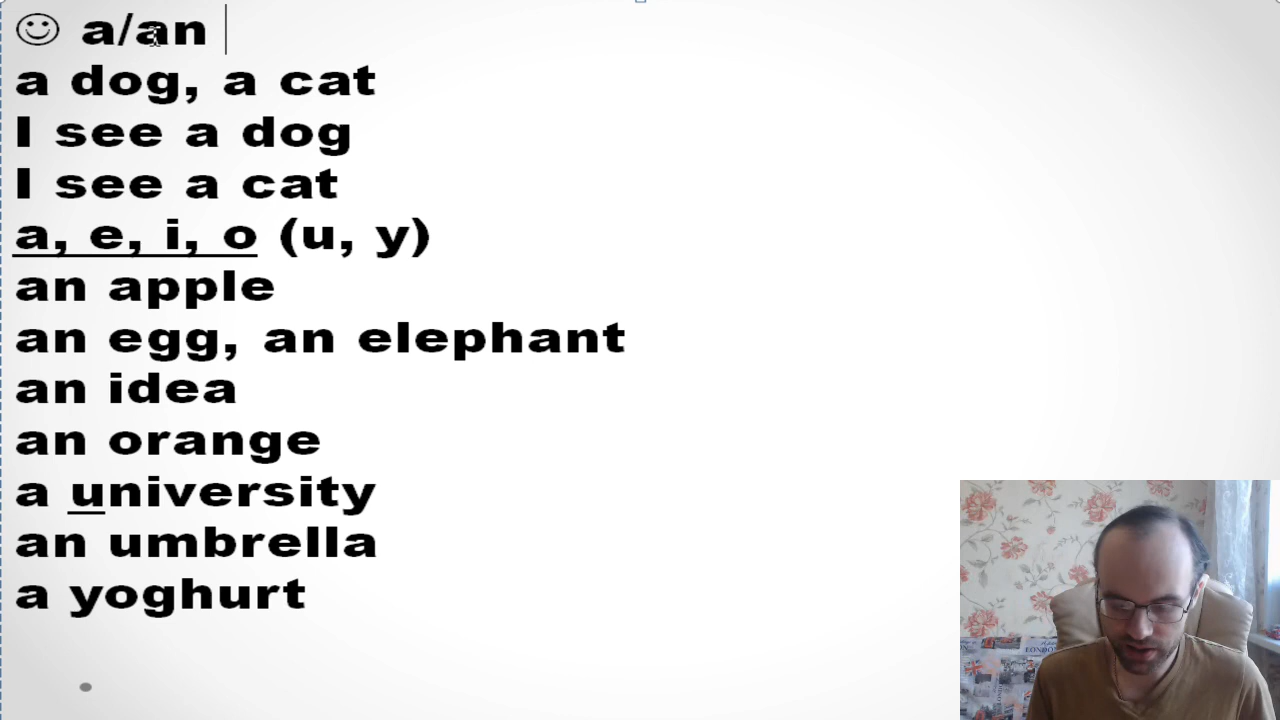 ☺ a/an
a dog, a cat
I see a dog
I see a cat
a, e, i, o (u, y)
an apple
an egg, an elephant
an idea
an orange
a university
an umbrella
a yoghurt